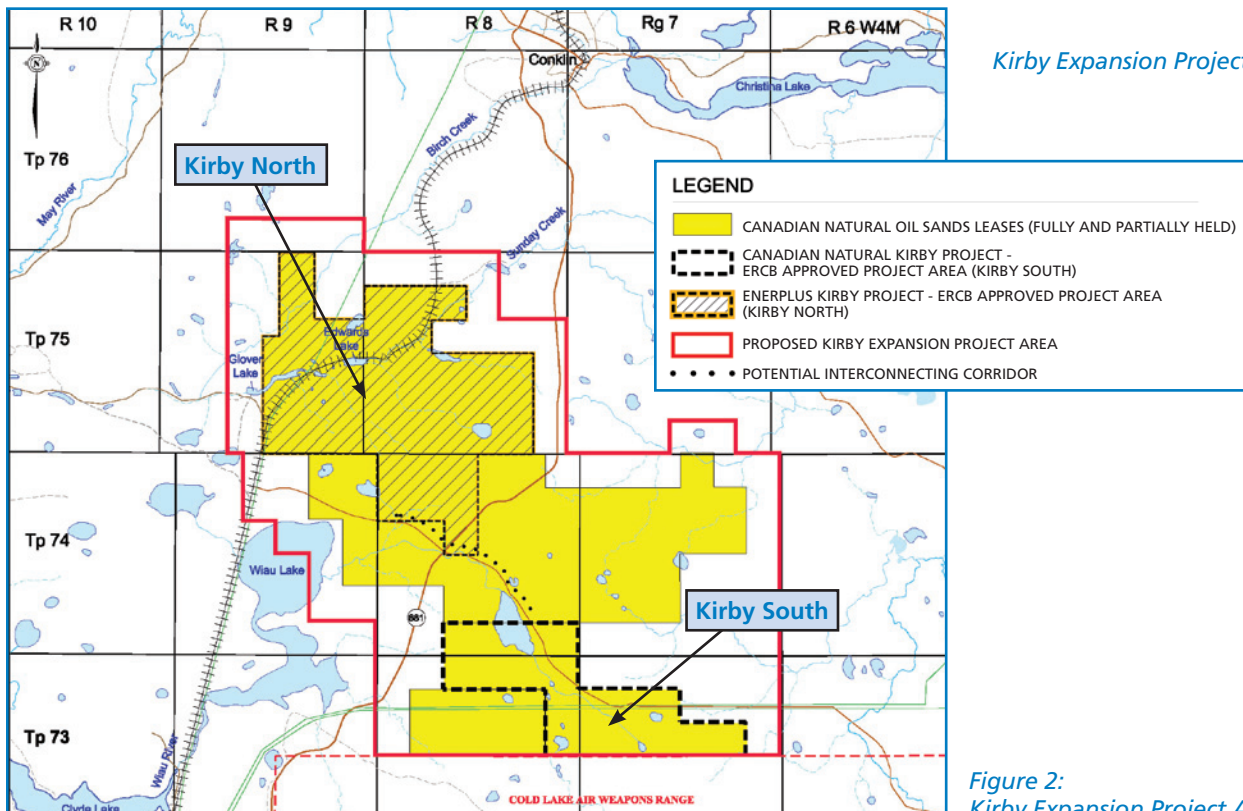 R 10
R 9
R 8
Rg 7
R 6 W4M
Kirby Expansion Project
N
Conklin
Christina Lake
Birch Creek
Tp 76
May River
Kirby North
Sunday Creek
LEGEND
CANADIAN NATURAL OIL SANDS LEASES (FULLY AND PARTIALLY HELD)
CANADIAN NATURAL KIRBY PROJECT -
ERCB APPROVED PROJECT AREA (KIRBY SOUTH)
ENERPLUS KIRBY PROJECT - ERCB APPROVED PROJECT AREA
(KIRBY NORTH)
PROPOSED KIRBY EXPANSION PROJECT AREA
POTENTIAL INTERCONNECTING CORRIDOR
Tp 75
Edwards
Lake
Glover
Lake
Tp 74
Wiau Lake
881
Kirby South
Tp 73
Wiau River
Clyde Lake
COLD LAKE AIR WEAPONS RANGE
Figure 2:
Kirby Expansion Project A